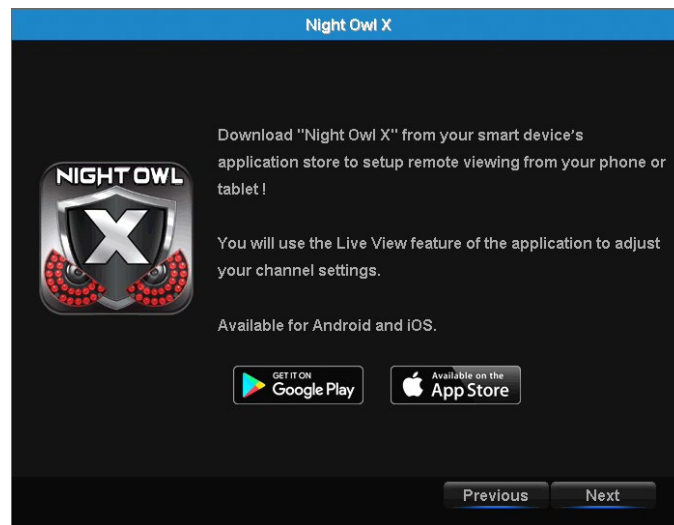 Night Owl X
NIGHT OWL
X
Download "Night Owl X" from your smart device's
application store to setup remote viewing from your phone or
tablet !
You will use the Live View feature of the application to adjust
your channel settings.
Available for Android and iOS.
GET IT ON
Google Play
Available on the
App Store
Previous
Next